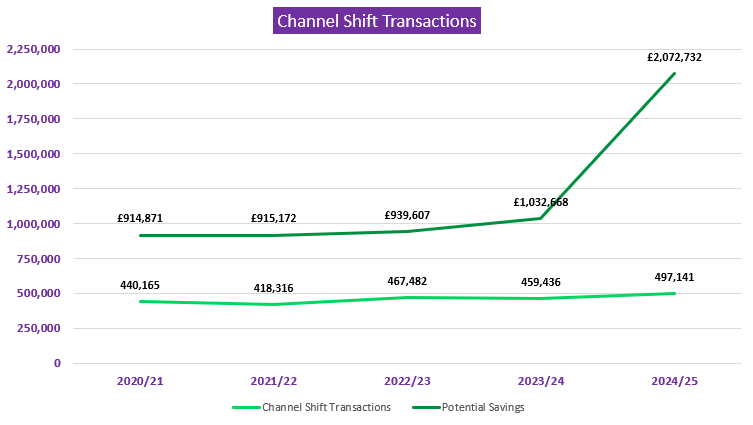 Channel Shift Transactions
2,250,000
£2,072,732
2,000,000
1,750,000
1,500,000
1,250,000
£1,032,668
£914,871 £915,172 £939,607
1,000,000
750,000
440,165 418,316 467,482 459,436 497,141
500,000
250,000
0
2020/21 2021/22 2022/23 2023/24 2024/25
Channel Shift Transactions Potential Savings